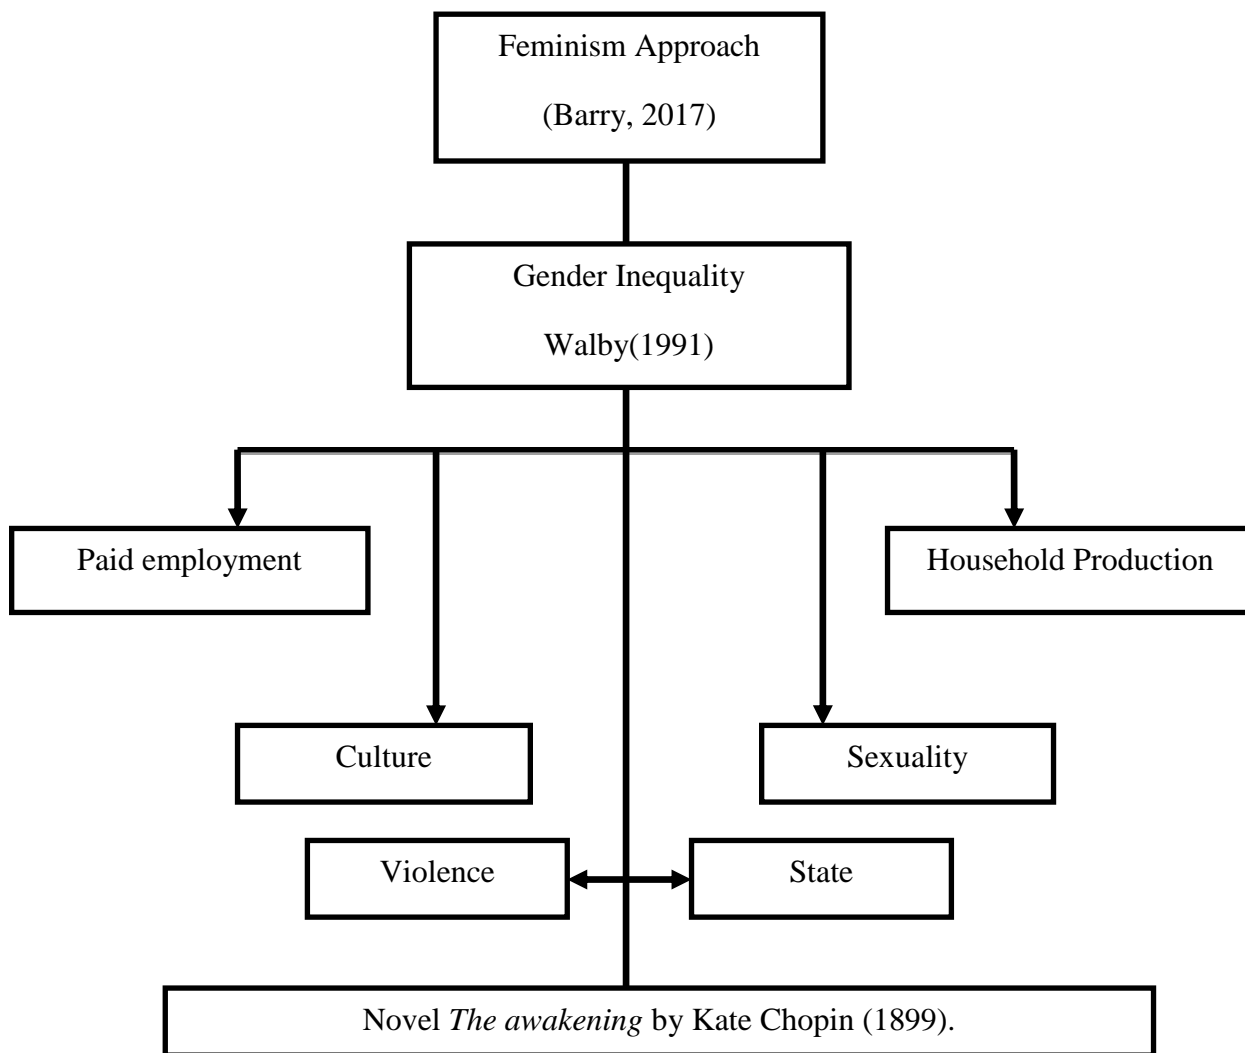 Feminism Approach
(Barry, 2017)
Gender Inequality
Walby(1991)
Paid employment
Household Production
Culture
Sexuality
Violence
State
Novel The awakening by Kate Chopin (1899).